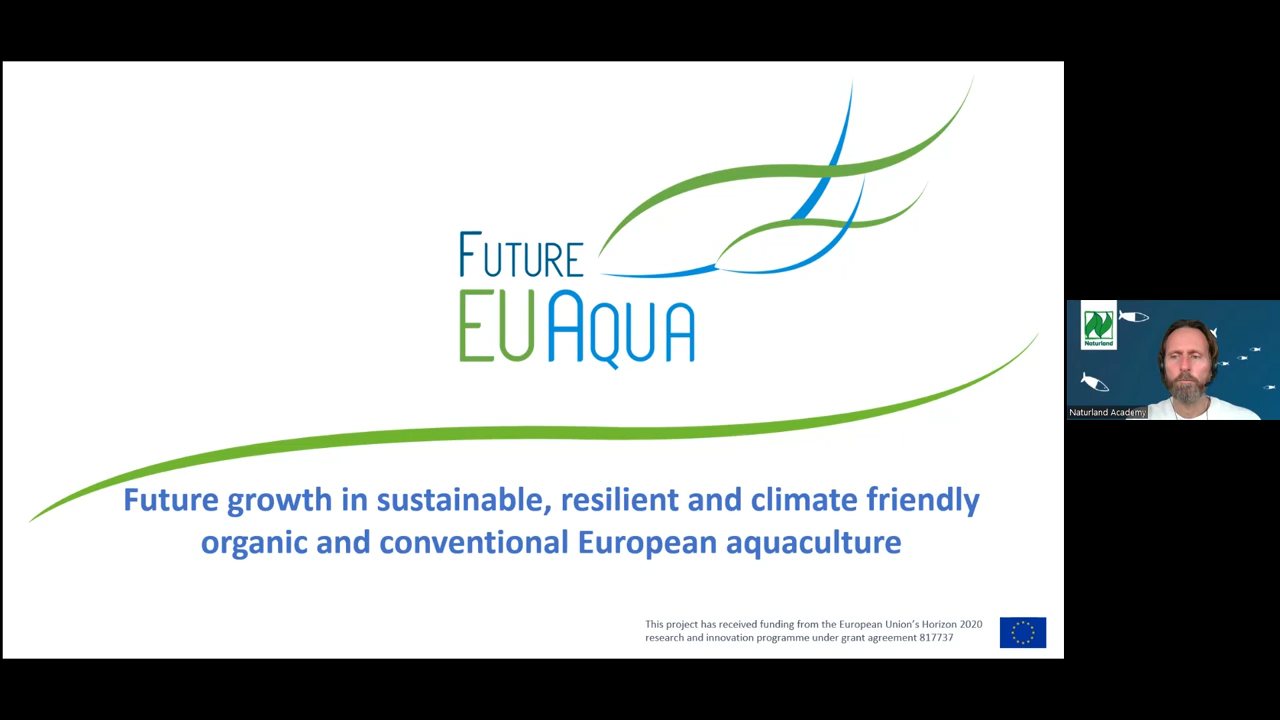 FUTURE
EUAQUA
Future growth in sustainable, resilient and climate friendly
organic and conventional European aquaculture
This project has received funding from the European Union's Horizon 2020
research and innovation programme under grant agreement 817737
Naturland
Naturland Academy